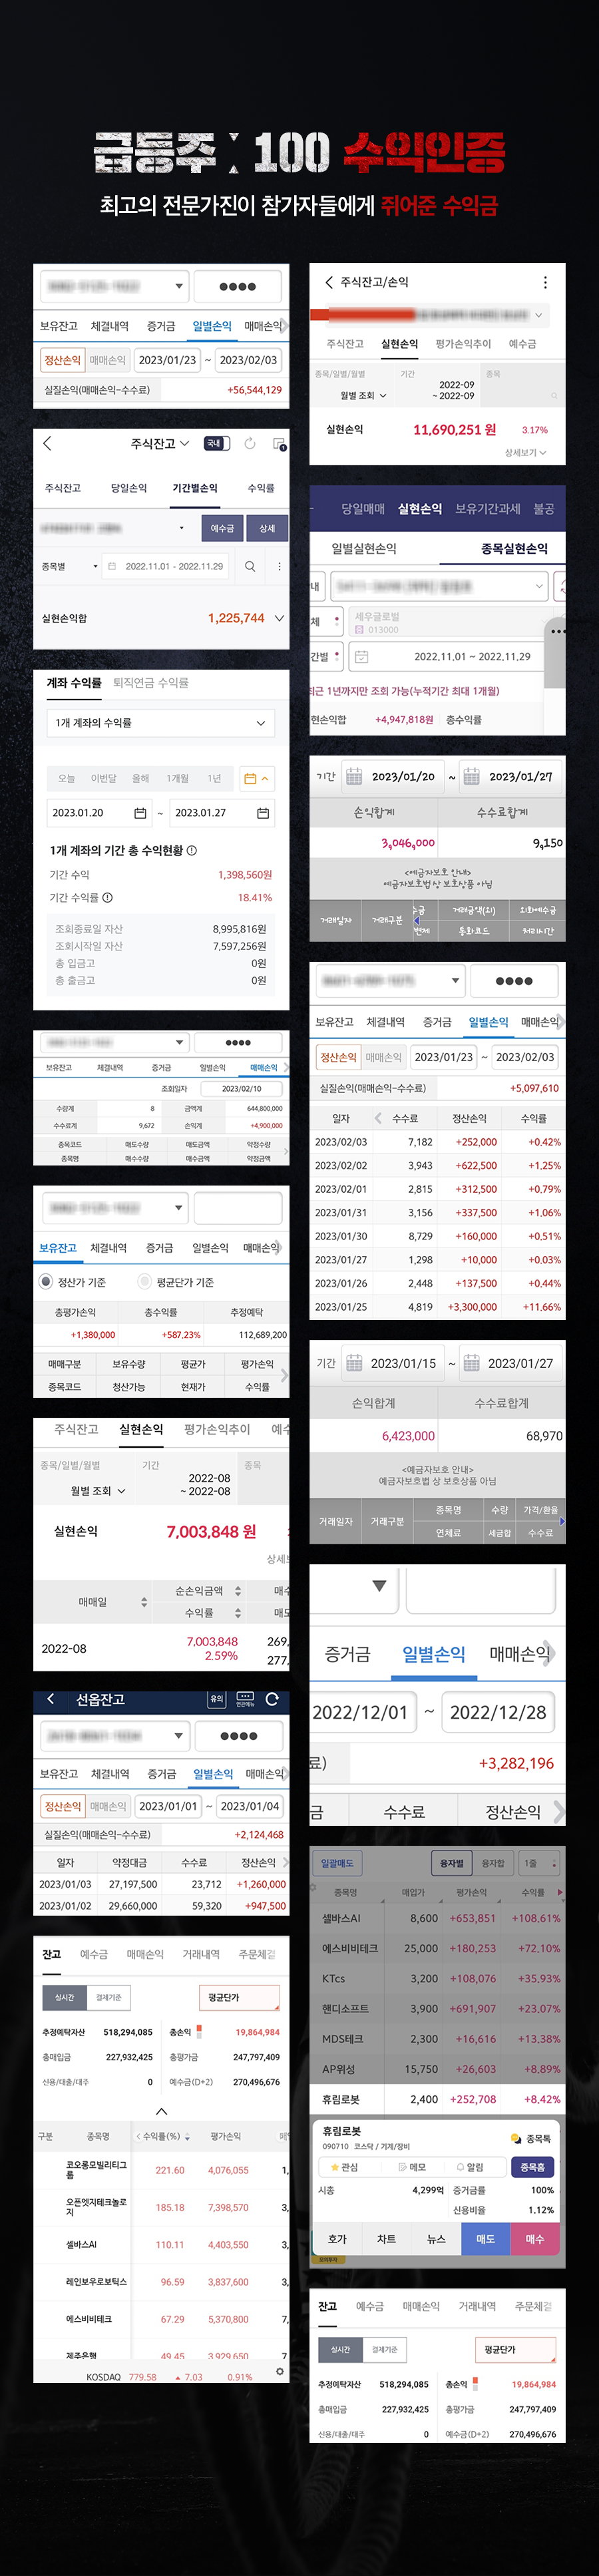 급등주 : 100 수익인증
최고의 전문가진이 참가자들에게 쥐어준 수익금
보유잔고 체결내역 증거금 일별손익 매매손익
정산손익 매매손익 2023/01/23 ~ 2023/02/03
실질손익(매매손익-수수료) +56,544,129
주식잔고 국내
주식잔고 당일손익 기간별손익 수익률
예수금 상세
종목별 2022.11.01 - 2022.11.29
실현손익합 1,225,744
계좌 수익률 퇴직연금 수익률
1개 계좌의 수익률
오늘 이번달 올해 1개월 1년
2023.01.20 ~ 2023.01.27
1개 계좌의 기간 총 수익현황
기간 수익 1,398,560원
기간 수익률 18.41%
조회종료일 자산 8,995,816원
조회시작일 자산 7,597,256원
총 입금고 0원
총 출금고 0원
보유잔고 체결내역 증거금 일별손익 매매손익
조회일자 2023/02/10
수량계 8 금액계 644,800,000
수수료계 9,672 손익계 +4,900,000
종목코드 매도수량 매도금액 약정수량
종목명 매수수량 매수금액 약정금액
보유잔고 체결내역 증거금 일별손익 매매손익
정산가 기준 평균단가 기준
총평가손익 총수익률 추정예탁
+1,380,000 +587.23% 112,689,200
매매구분 보유수량 평균가 평가손익
종목코드 청산가능 현재가 수익률
주식잔고 실현손익 평가손익추이 예수
종목/일별/월별 기간 종목
월별 조회 2022-08
~ 2022-08
실현손익 7,003,848 원
상세보
매매일 순손익금액 매수
수익률 매도
2022-08 7,003,848 269,
2.59% 277,
선옵잔고 유의
보유잔고 체결내역 증거금 일별손익 매매손익
정산손익 매매손익 2023/01/01 ~ 2023/01/04
실질손익(매매손익-수수료) +2,124,468
일자 약정대금 수수료 정산손익
2023/01/03 27,197,500 23,712 +1,260,000
2023/01/02 29,660,000 59,320 +947,500
잔고 예수금 매매손익 거래내역 주문체결
실시간 결제기준 평균단가
추정예탁자산 518,294,085 총손익 19,864,984
총매입금 227,932,425 총평가금 247,797,409
신용/대출/대주 0 예수금(D+2) 270,496,676
구분 종목명 수익률(%) 평가손익
코오롱모빌리티그룹 221.60 4,076,055 1,
오픈엣지테크놀로지 185.18 7,398,570 3,
셀바스AI 110.11 4,403,550 3,
레인보우로보틱스 96.59 3,837,600 3,
에스비비테크 67.29 5,370,800 7,
제주은행 49.45 3,929,650 7
KOSDAQ 779.58 ▲ 7.03 0.91%
주식잔고/손익
주식잔고 실현손익 평가손익추이 예수금
종목/일별/월별 기간 종목
월별 조회 2022-09
~ 2022-09
실현손익 11,690,251 원 3.17%
상세보기
당일매매 실현손익 보유기간과세 불공
일별실현손익 종목실현손익
세우글로벌
013000
간별 2022.11.01 ~ 2022.11.29
최근 1년까지만 조회 가능(누적기간 최대 1개월)
현손익합 +4,947,818원 총수익률
기간 2023/01/20 ~ 2023/01/27
손익합계 수수료합계
3,046,000 9,150
<예금자보호 안내>
예금자보호법 상 보호상품 아님
거래일자 거래구분 수금 거래금액(외) 외화예수금
변제 통화코드 처리시간
보유잔고 체결내역 증거금 일별손익 매매손익
정산손익 매매손익 2023/01/23 ~ 2023/02/03
실질손익(매매손익-수수료) +5,097,610
일자 수수료 정산손익 수익률
2023/02/03 7,182 +252,000 +0.42%
2023/02/02 3,943 +622,500 +1.25%
2023/02/01 2,815 +312,500 +0.79%
2023/01/31 3,156 +337,500 +1.06%
2023/01/30 8,729 +160,000 +0.51%
2023/01/27 1,298 +10,000 +0.03%
2023/01/26 2,448 +137,500 +0.44%
2023/01/25 4,819 +3,300,000 +11.66%
기간 2023/01/15 ~ 2023/01/27
손익합계 수수료합계
6,423,000 68,970
<예금자보호 안내>
예금자보호법 상 보호상품 아님
거래일자 거래구분 종목명 수량 가격/환율
연체료 세금합 수수료
증거금 일별손익 매매손익
2022/12/01 ~ 2022/12/28
료) +3,282,196
금 수수료 정산손익
일괄매도 융자별 융자합 1줄
종목명 매입가 평가손익 수익률
셀바스AI 8,600 +653,851 +108.61%
에스비비테크 25,000 +180,253 +72.10%
KTcs 3,200 +108,076 +35.93%
핸디소프트 3,900 +691,907 +23.07%
MDS테크 2,300 +16,616 +13.38%
AP위성 15,750 +26,603 +8.89%
휴림로봇 2,400 +252,708 +8.42%
휴림로봇 종목톡
090710 코스닥 / 기계/장비
관심 메모 알림 종목홈
시총 4,299억 증거금률 100%
신용비율 1.12%
호가 차트 뉴스 매도 매수
모의투자
잔고 예수금 매매손익 거래내역 주문체결
실시간 결제기준 평균단가
추정예탁자산 518,294,085 총손익 19,864,984
총매입금 227,932,425 총평가금 247,797,409
신용/대출/대주 0 예수금(D+2) 270,496,676